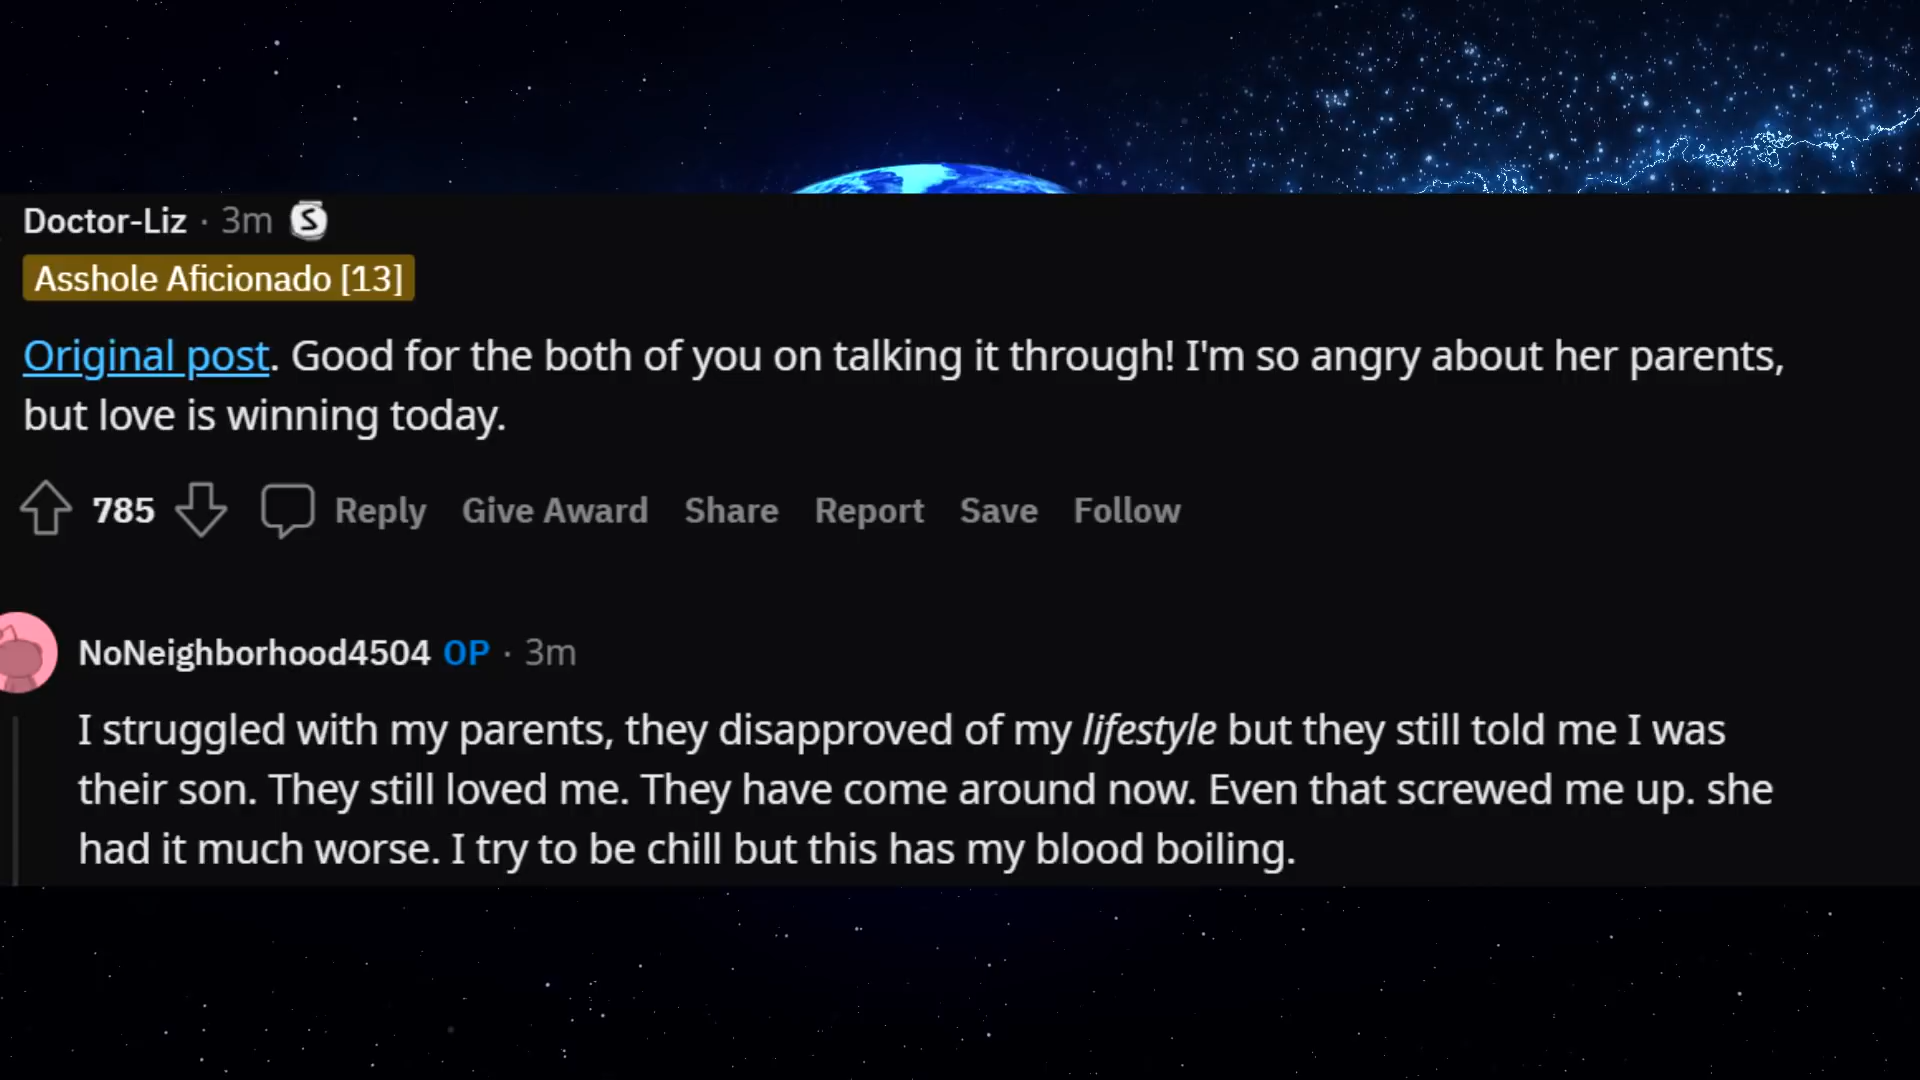 Doctor-Liz · 3m S
Asshole Aficionado [13]
Original post. Good for the both of you on talking it through! I'm so angry about her parents,
but love is winning today.
785 Reply Give Award Share Report Save Follow
NoNeighborhood4504 OP · 3m
I struggled with my parents, they disapproved of my lifestyle but they still told me I was
their son. They still loved me. They have come around now. Even that screwed me up. she
had it much worse. I try to be chill but this has my blood boiling.